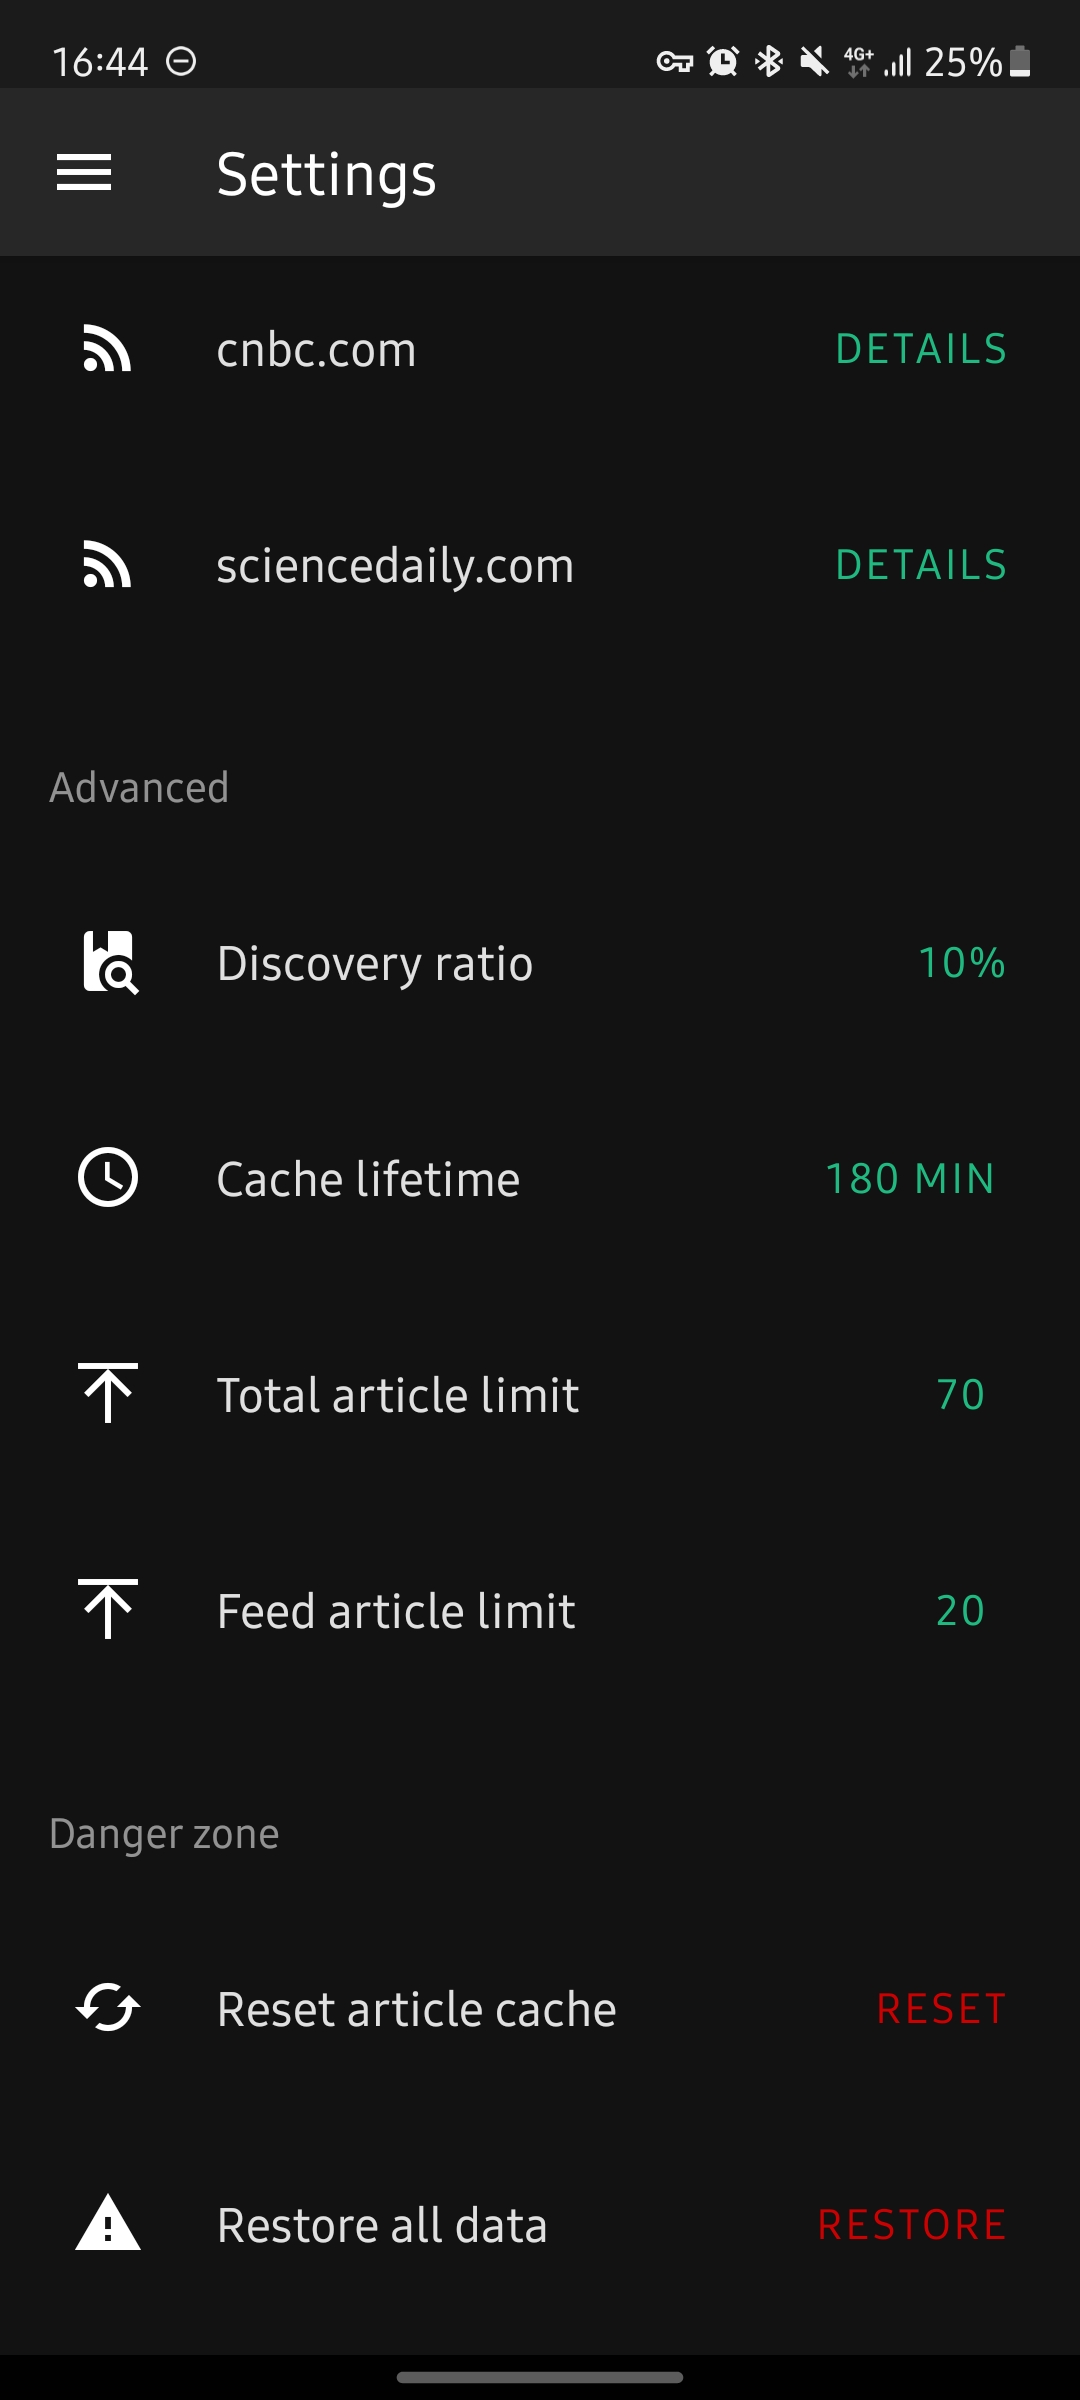 16:44 4G+ 25%
Settings
cnbc.com DETAILS
sciencedaily.com DETAILS
Advanced
Discovery ratio 10%
Cache lifetime 180 MIN
Total article limit 70
Feed article limit 20
Danger zone
Reset article cache RESET
Restore all data RESTORE